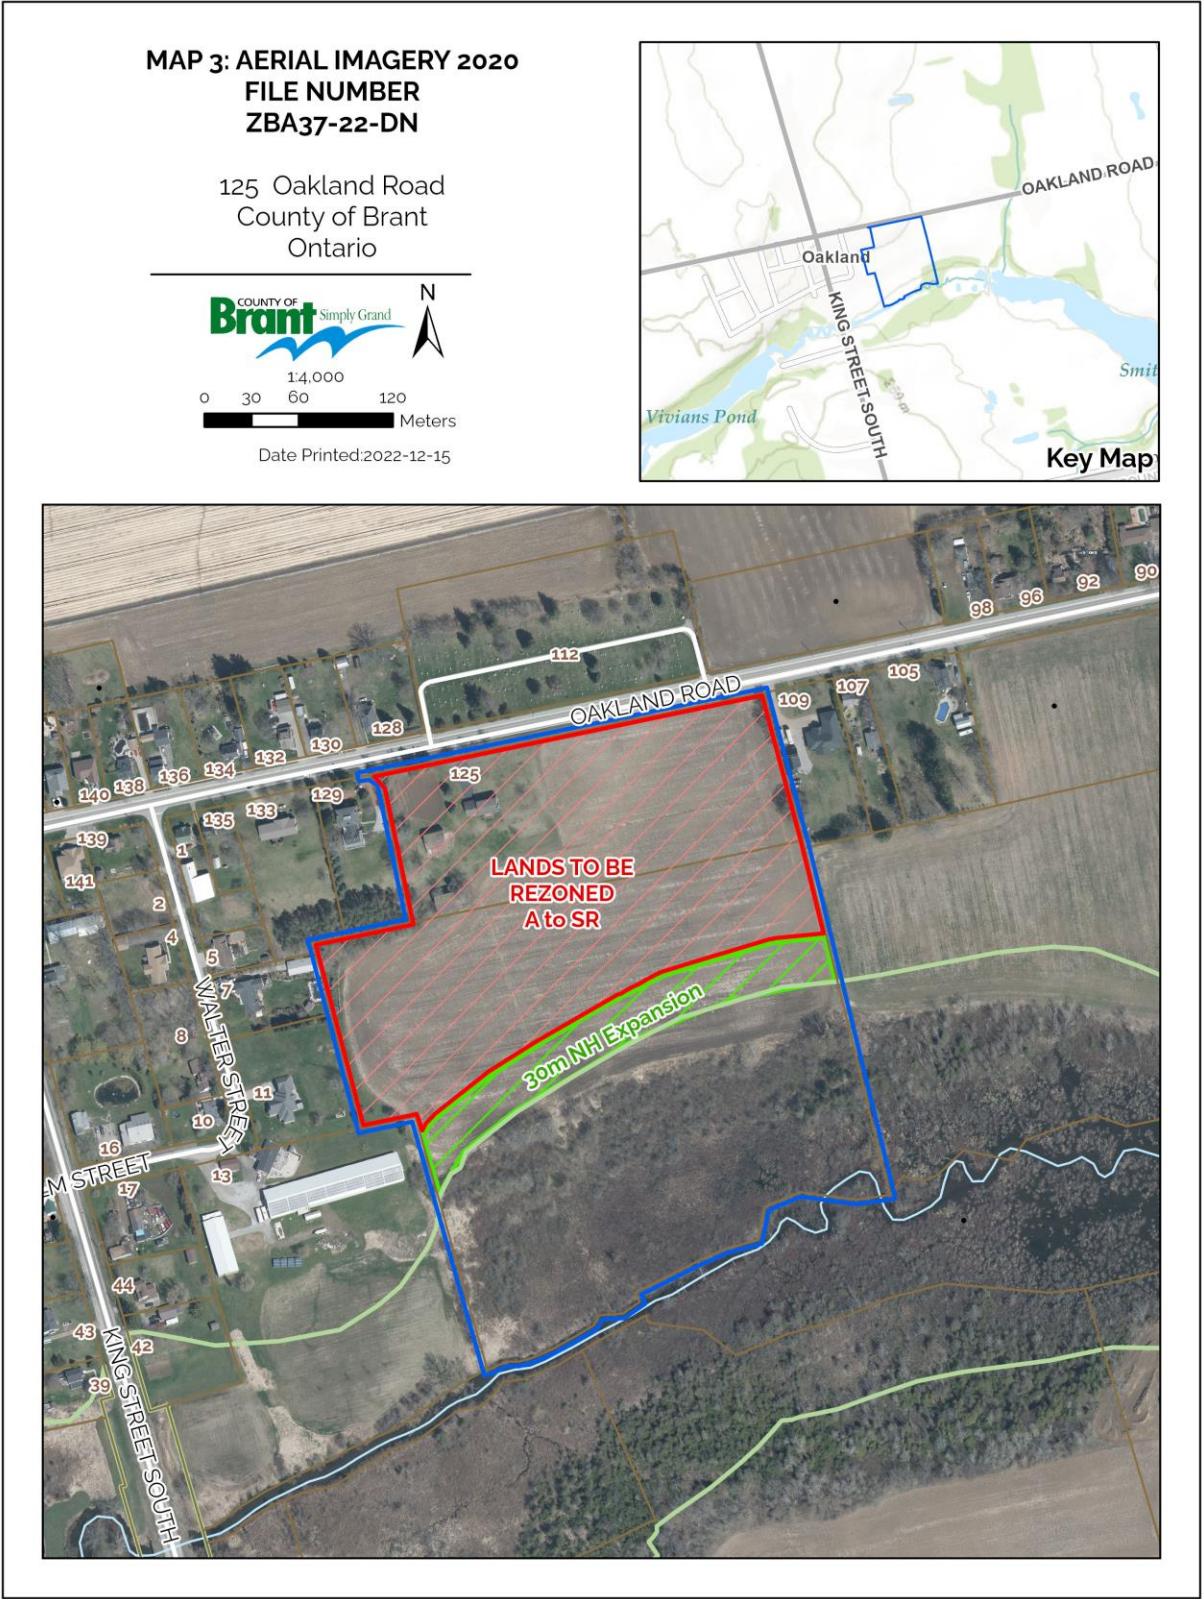 MAP 3: AERIAL IMAGERY 2020
FILE NUMBER
ZBA37-22-DN
125 Oakland Road
County of Brant
Ontario
COUNTY OF
Brant
Simply Grand
N
1:4,000
0 30 60 120
Meters
Date Printed:2022-12-15
OAKLAND ROAD
Oakland
KING STREET SOUTH
Vivians Pond
Smit
Key Map
90
92
96
98
112
OAKLAND ROAD
105
107
109
128
130
132
134
136
138
140
125
129
133
135
139
141
1
2
4
5
7
8
WALTER STREET
11
10
16
LM STREET
13
17
LANDS TO BE
REZONED
A to SR
30m NH Expansion
44
43
42
39
KING STREET SOUTH